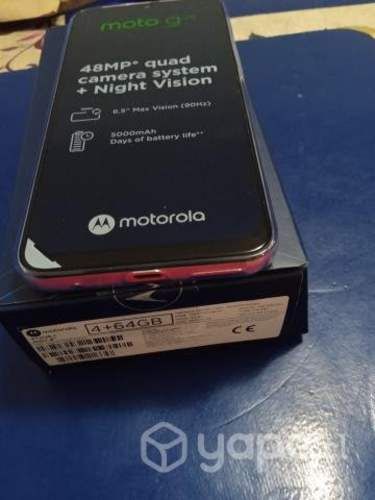 moto g
48MP* quad
camera system
+ Night Vision
6.5" Max Vision (90Hz)
5000mAh
Days of battery life**
motorola
motorola
4+64GB
CE